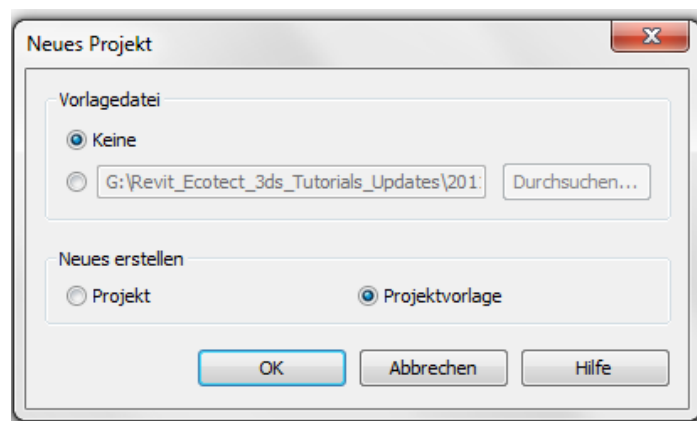 Neues Projekt
Vorlagedatei
Keine
G:\Revit_Ecotect_3ds_Tutorials_Updates\201
Durchsuchen...
Neues erstellen
Projekt
Projektvorlage
OK
Abbrechen
Hilfe